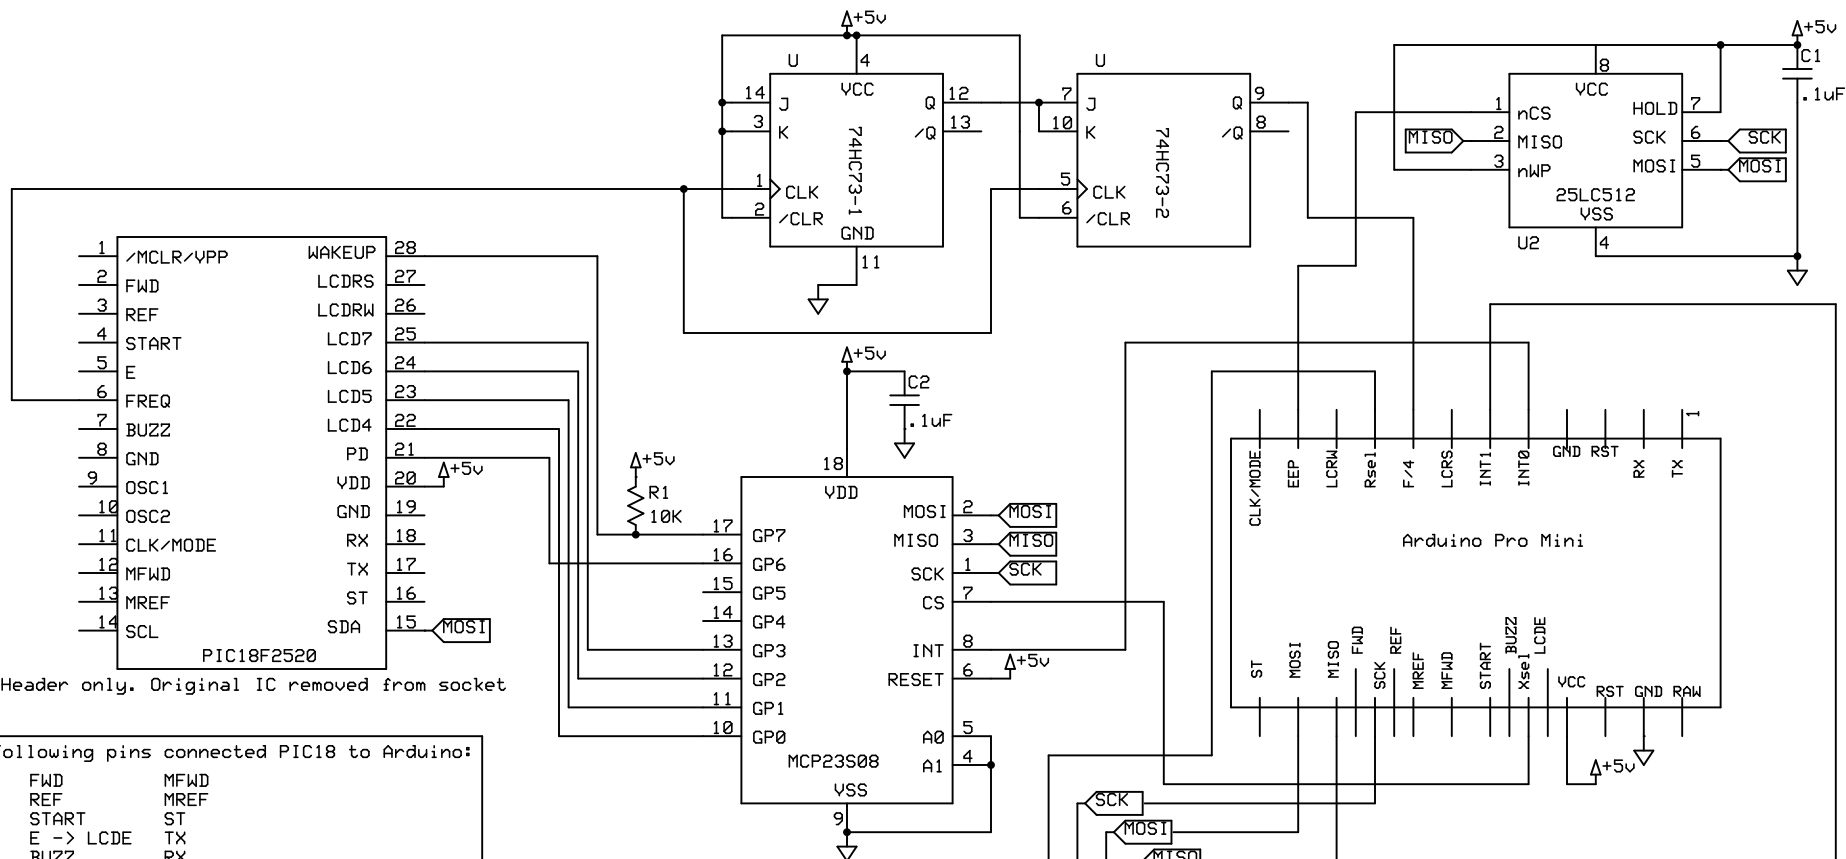 +5v
U
4
VCC
14
J
3
K
Q
12
/Q
13
74HC73-1
1
CLK
2
/CLR
GND
11
U
7
J
10
K
Q
9
/Q
8
74HC73-2
5
CLK
6
/CLR
+5v
C1
.1uF
8
VCC
1
nCS
HOLD
7
MISO
2
MISO
SCK
6
SCK
3
nWP
MOSI
5
MOSI
25LC512
VSS
U2
4
1
/MCLR/VPP
WAKEUP
28
2
FWD
LCDRS
27
3
REF
LCDRW
26
4
START
LCD7
25
5
E
LCD6
24
6
FREQ
LCD5
23
7
BUZZ
LCD4
22
8
GND
PD
21
9
OSC1
VDD
20
+5v
10
OSC2
GND
19
11
CLK/MODE
RX
18
12
MFWD
TX
17
13
MREF
ST
16
14
SCL
SDA
15
MOSI
PIC18F2520
Header only. Original IC removed from socket
+5v
R1
10K
+5v
C2
.1uF
18
VDD
17
GP7
16
GP6
15
GP5
14
GP4
13
GP3
12
GP2
11
GP1
10
GP0
MOSI
2
MOSI
MISO
3
MISO
SCK
1
SCK
CS
7
INT
8
+5v
RESET
6
A0
5
A1
4
MCP23S08
VSS
9
CLK/MODE
EEP
LCRW
Rsel
F/4
LCRS
INT1
INT0
GND
RST
RX
TX
1
Arduino Pro Mini
ST
MOSI
MISO
FWD
SCK
REF
MREF
MFWD
START
BUZZ
Xsel
LCDE
VCC
RST
GND
RAW
+5v
SCK
MOSI
MISO
ollowing pins connected PIC18 to Arduino:
FWD MFWD
REF MREF
START ST
E -> LCDE TX
BUZZ RX